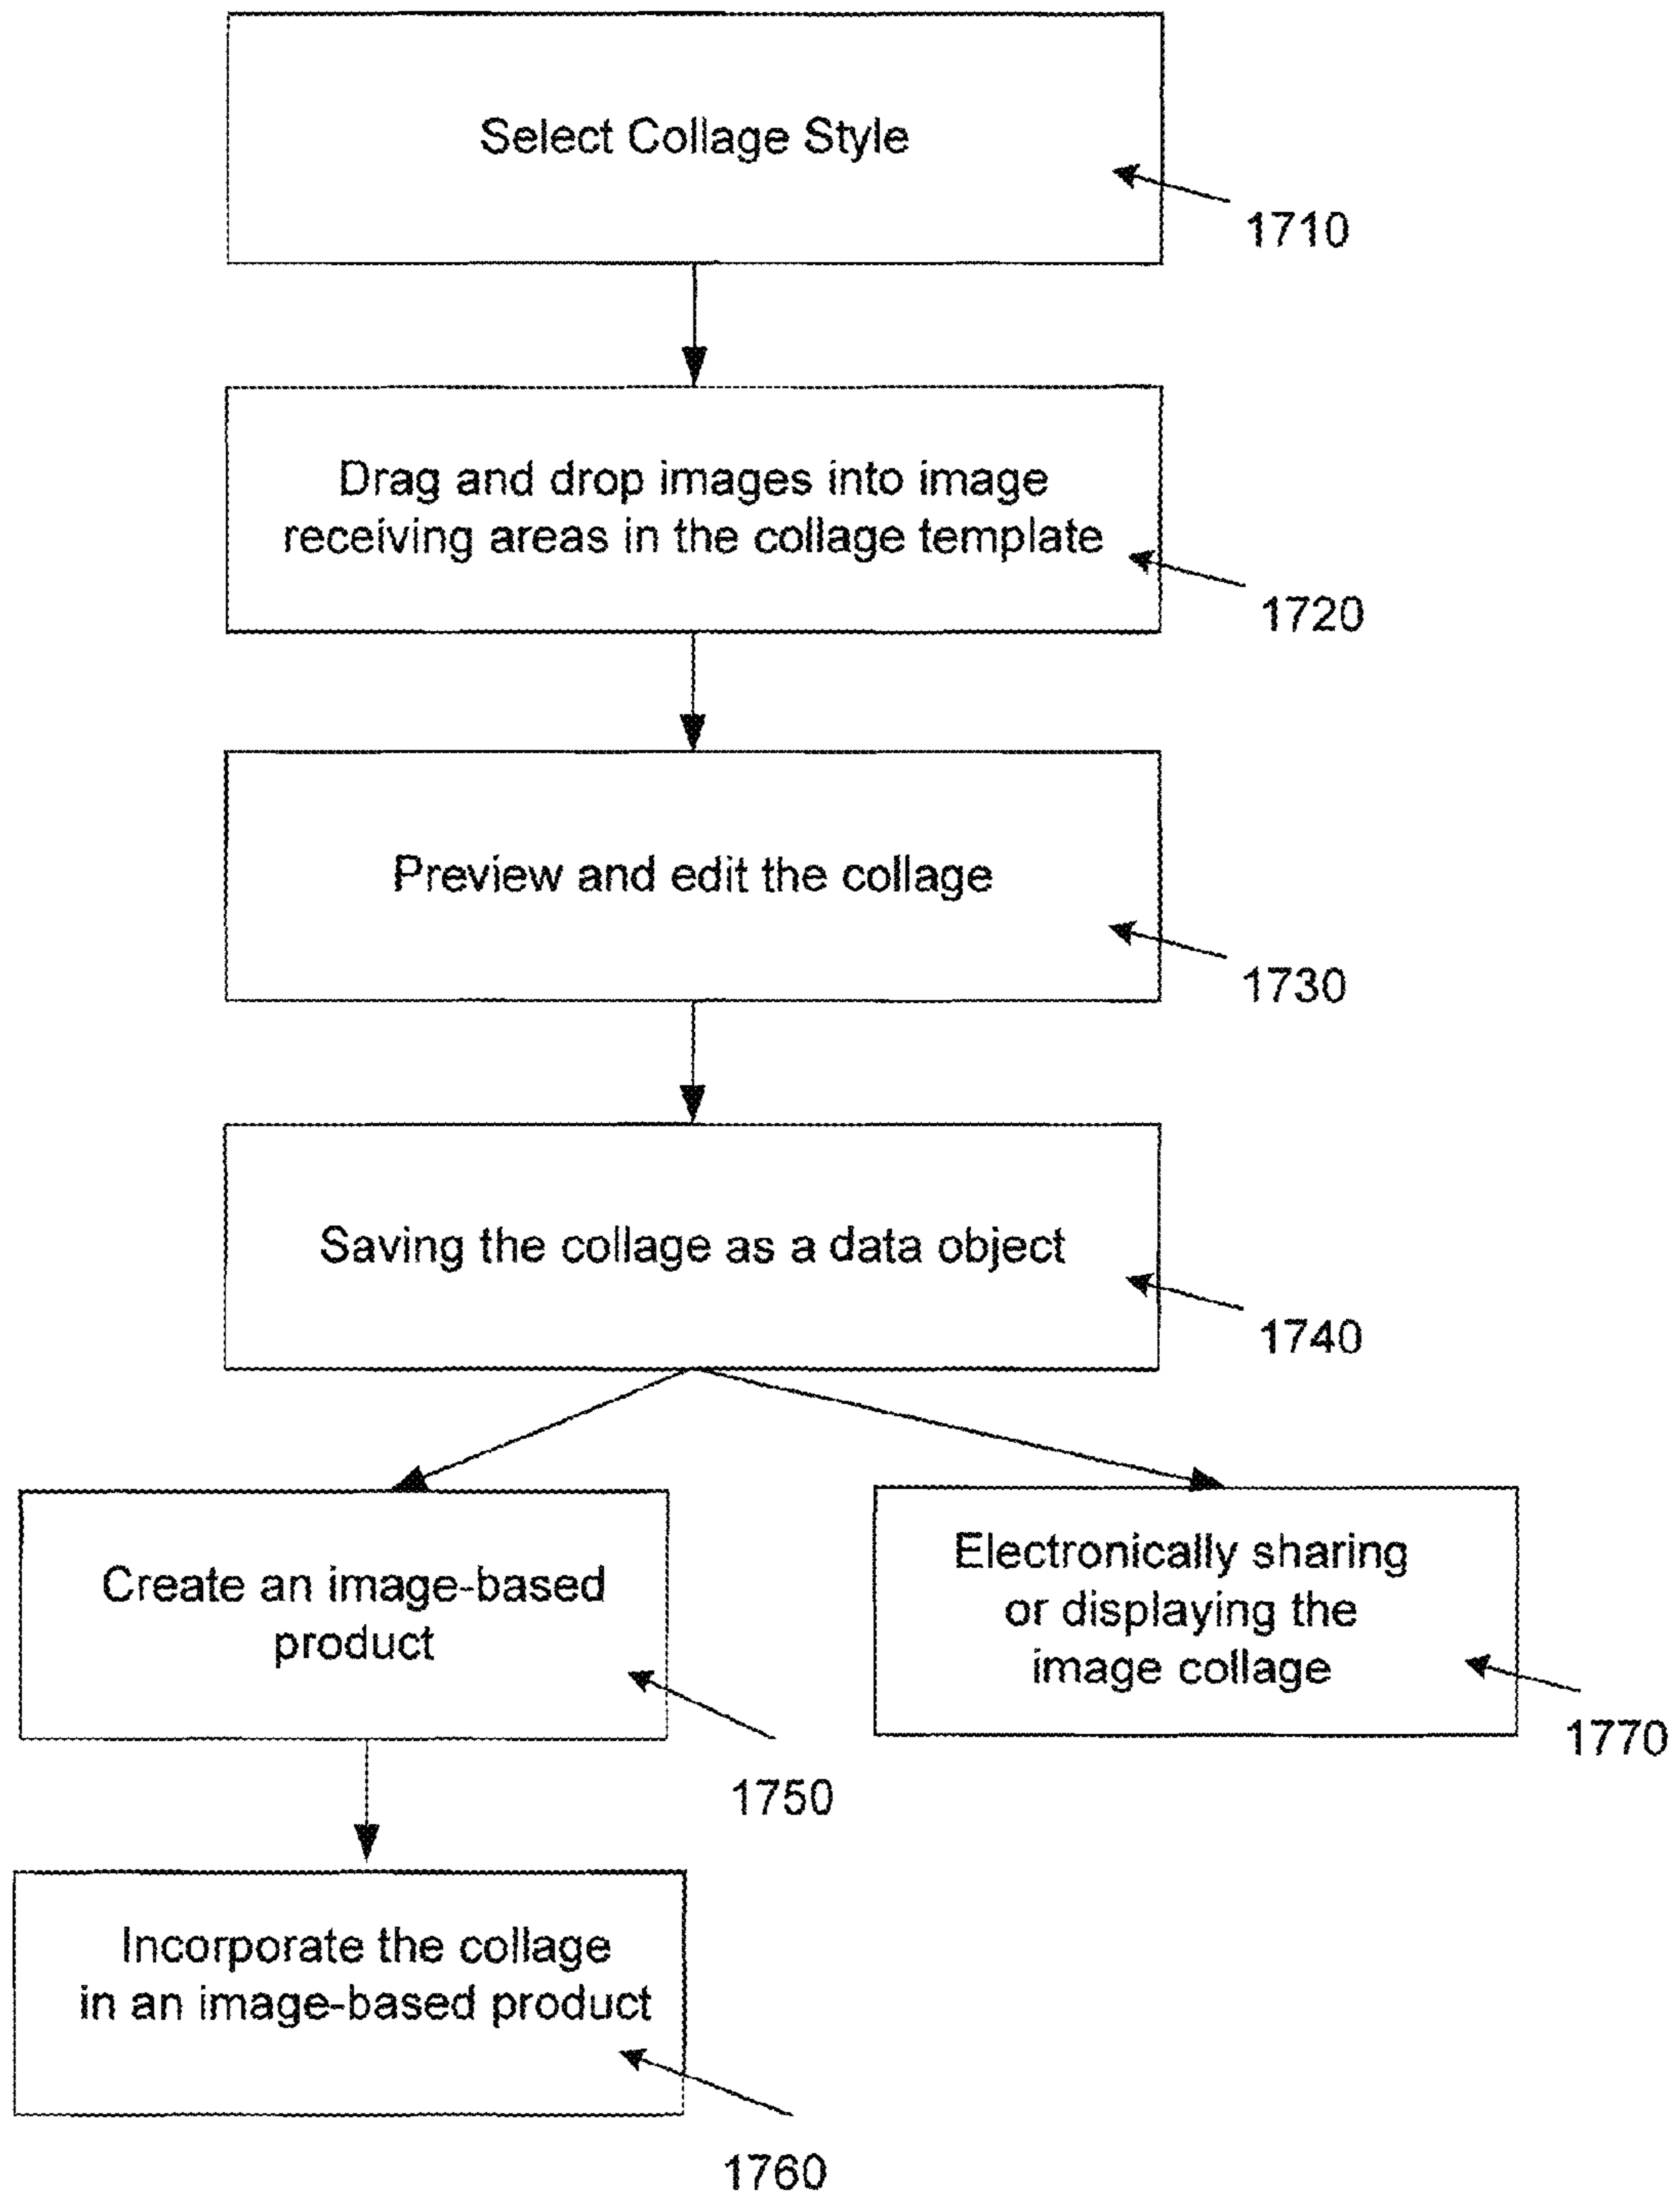 Select Collage Style
1710
Drag and drop images into image
receiving areas in the collage template
1720
Preview and edit the collage
1730
Saving the collage as a data object
1740
Create an image-based
product
1750
Electronically sharing
or displaying the
image collage
1770
Incorporate the collage
in an image-based product
1760